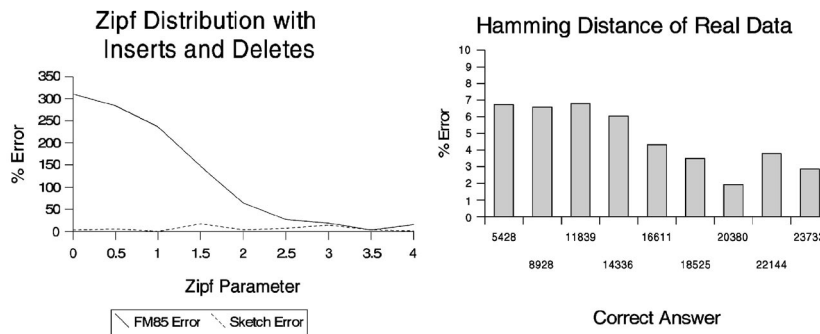 Zipf Distribution with
Inserts and Deletes
350
300
250
200
150
100
50
0
% Error
0 0.5 1 1.5 2 2.5 3 3.5 4
Zipf Parameter
FM85 Error Sketch Error
Hamming Distance of Real Data
10
9
8
7
6
5
4
3
2
1
0
% Error
5428 11839 16611 20380
8928 14336 18525 22144
Correct Answer